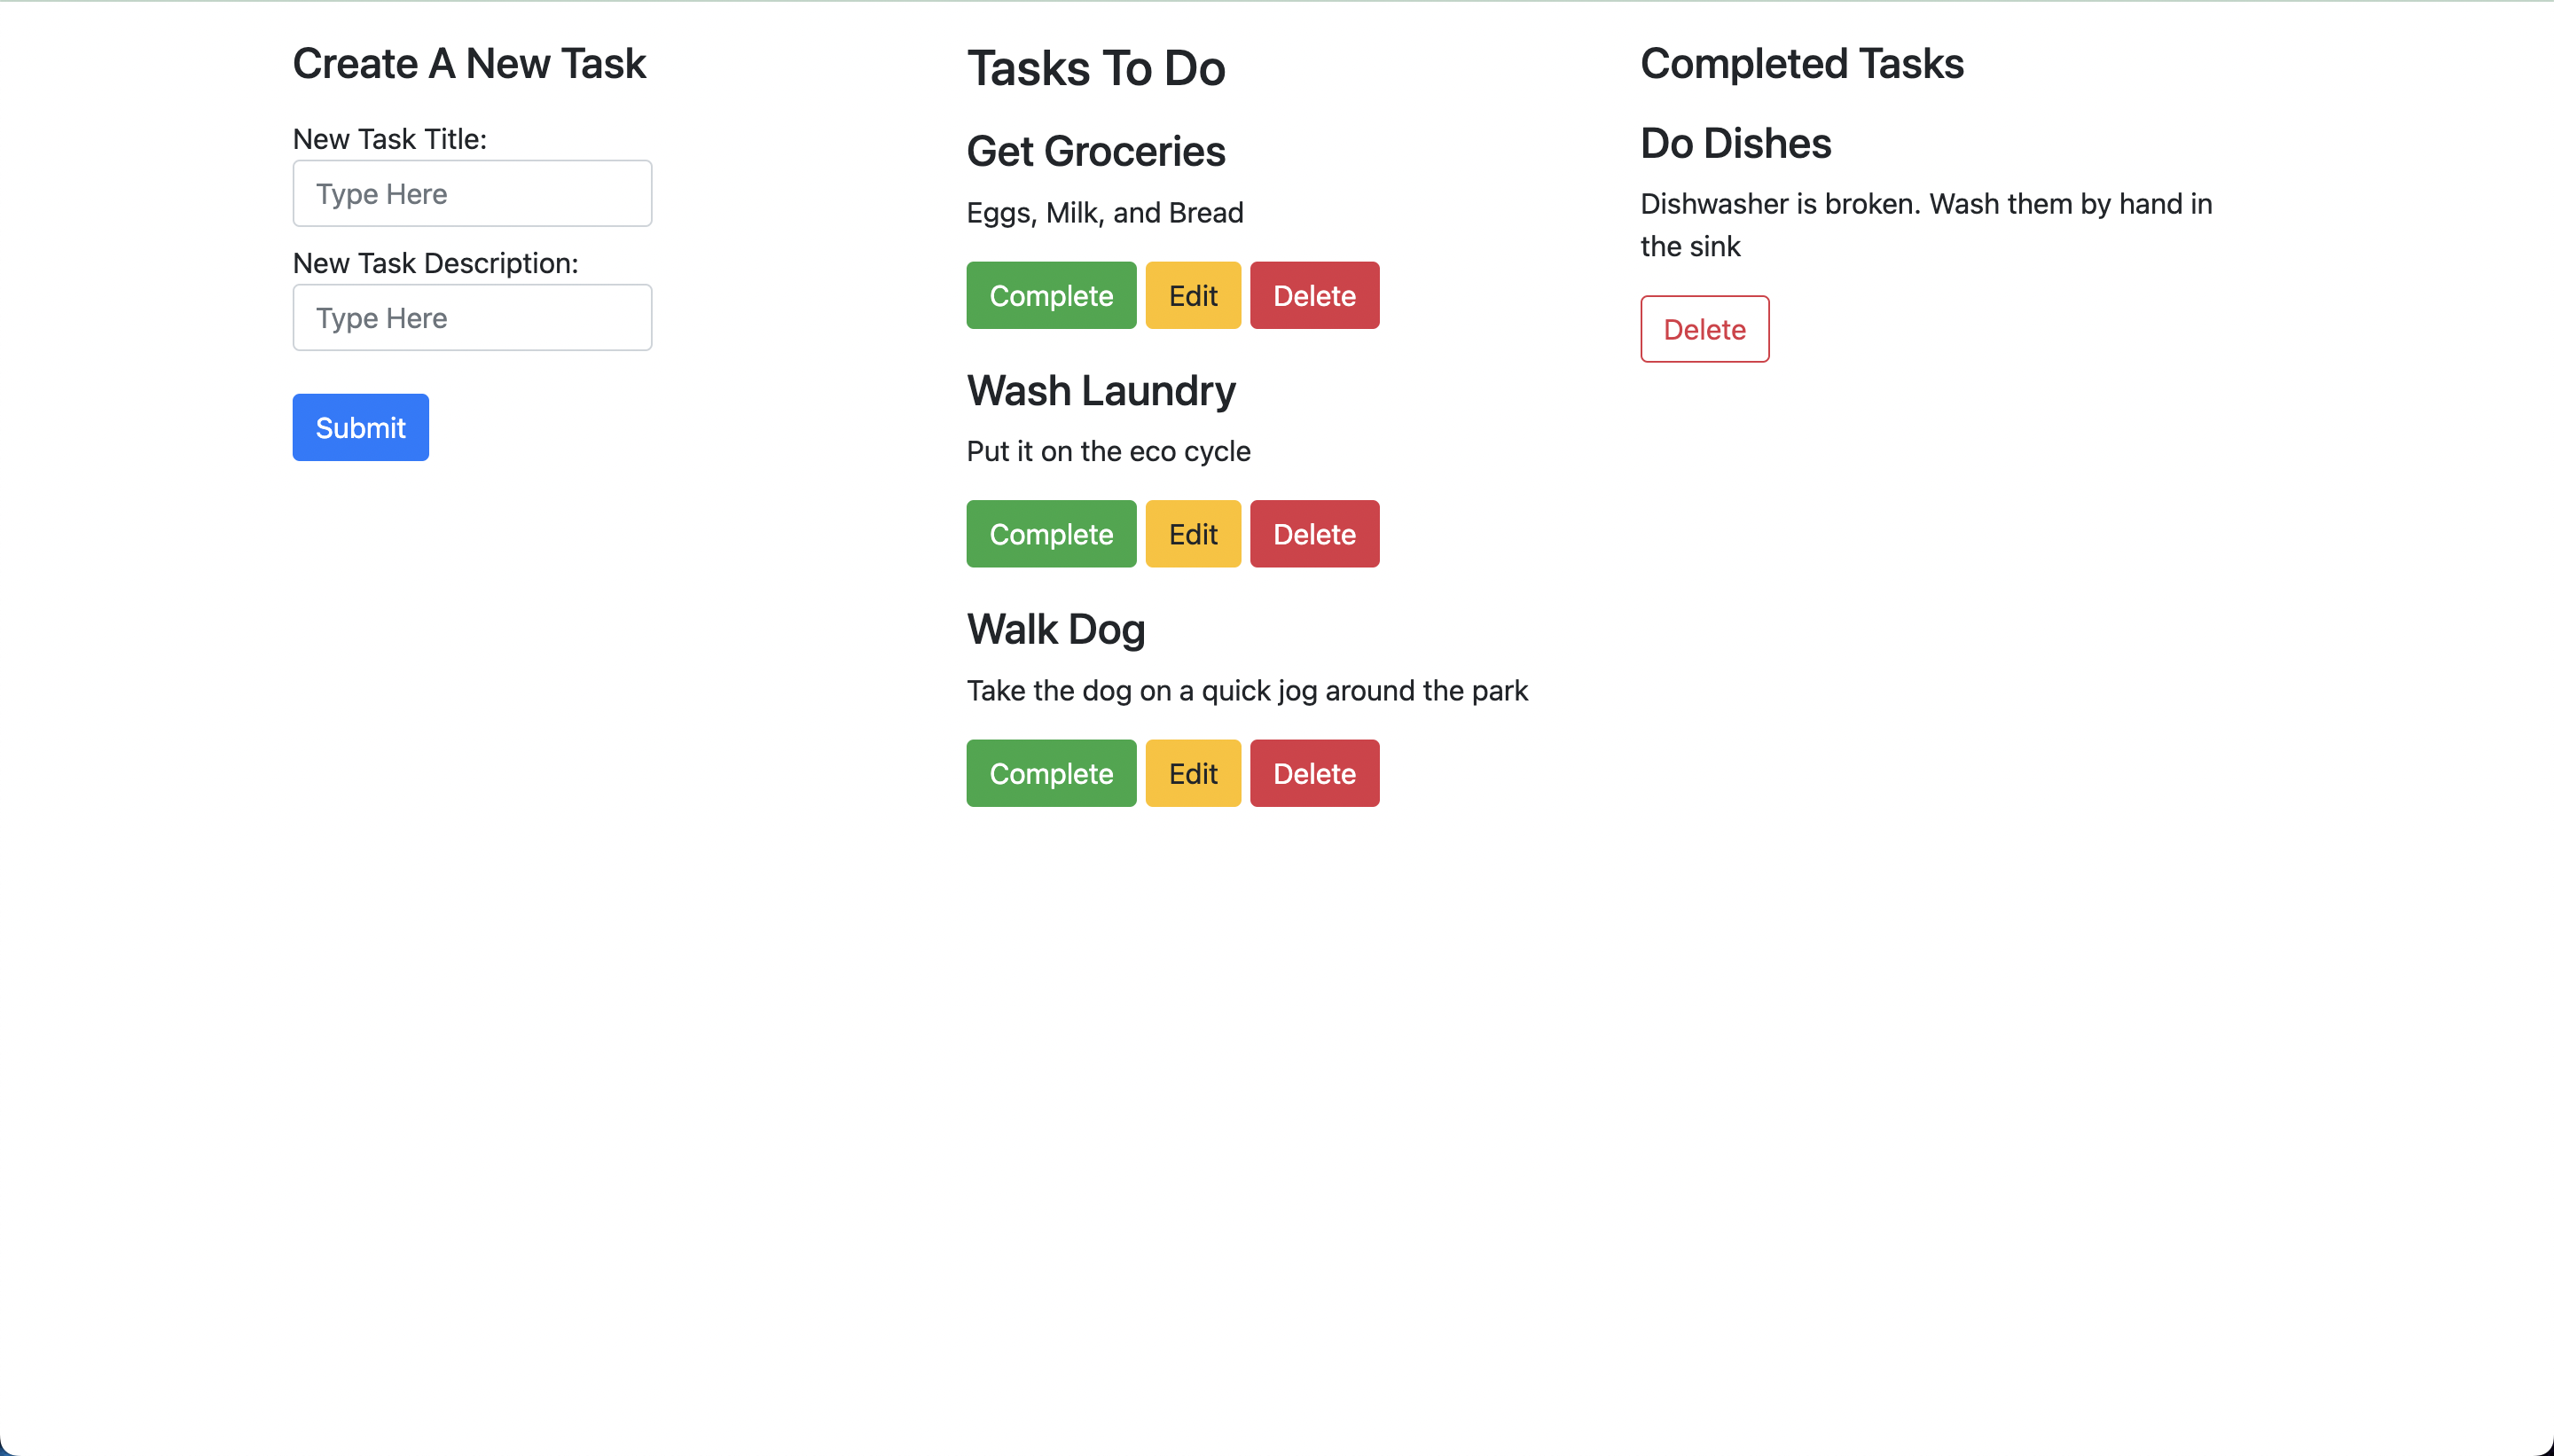 Create A New Task
New Task Title:
Type Here
New Task Description:
Type Here
Submit
Tasks To Do
Get Groceries
Eggs, Milk, and Bread
Complete Edit Delete
Wash Laundry
Put it on the eco cycle
Complete Edit Delete
Walk Dog
Take the dog on a quick jog around the park
Complete Edit Delete
Completed Tasks
Do Dishes
Dishwasher is broken. Wash them by hand in
the sink
Delete